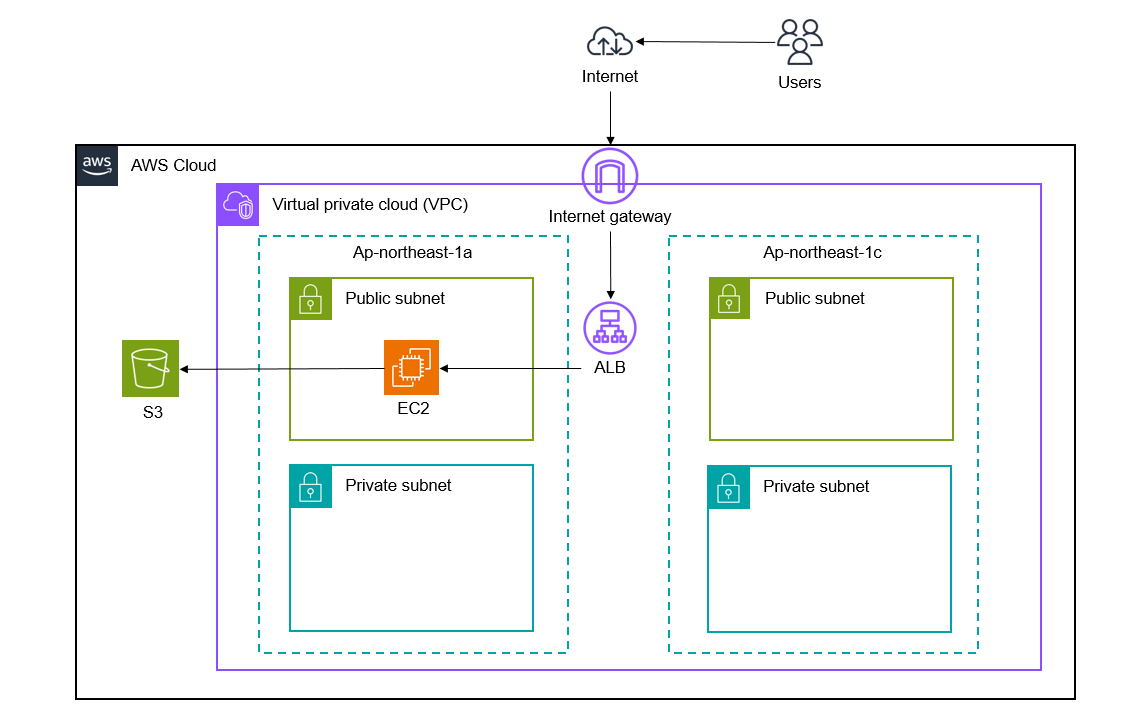 Internet
Users
aws
AWS Cloud
Virtual private cloud (VPC)
Internet gateway
Ap-northeast-1a
Ap-northeast-1c
Public subnet
Public subnet
ALB
EC2
S3
Private subnet
Private subnet